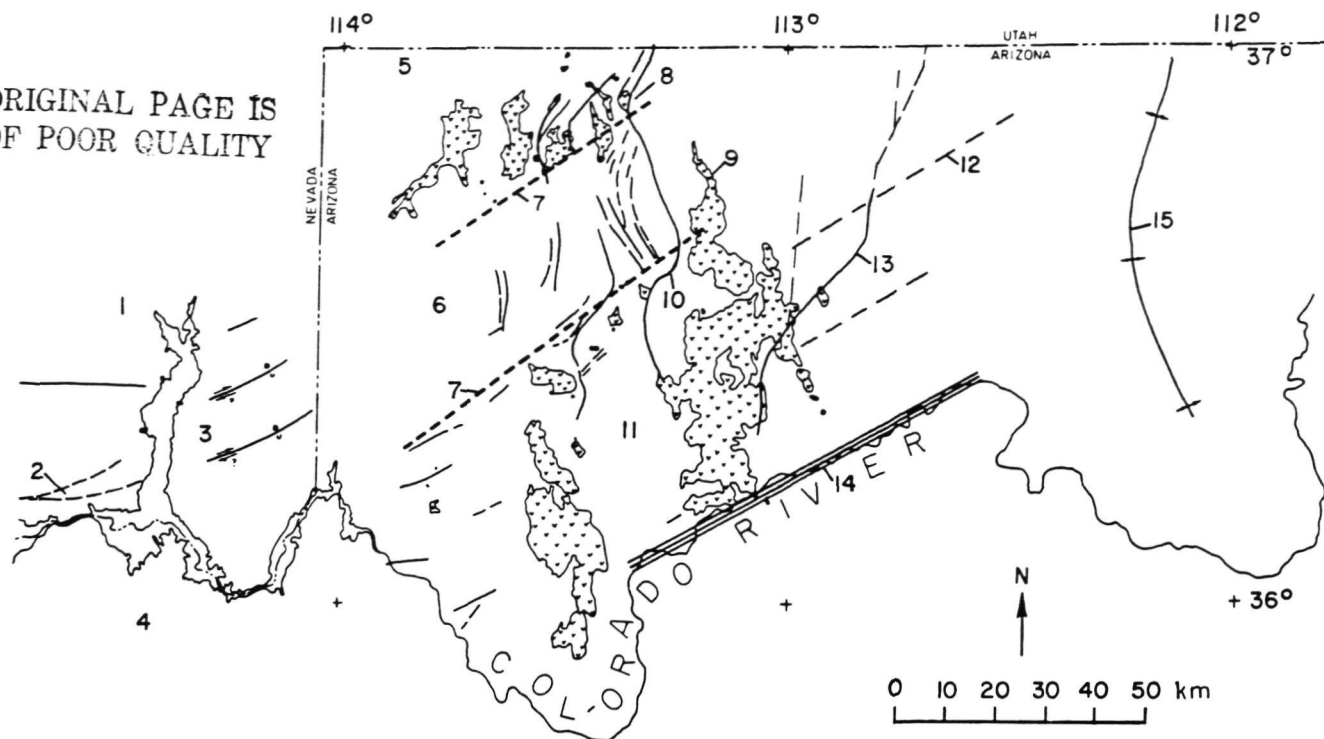 114°
113°
112°
UTAH
ARIZONA
37°
ORIGINAL PAGE IS
OF POOR QUALITY
NEVADA
ARIZONA
5
8
9
12
7
13
15
6
10
1
7
3
11
2
14
4
COLORADO RIVER
N
+ 36°
0 10 20 30 40 50 km